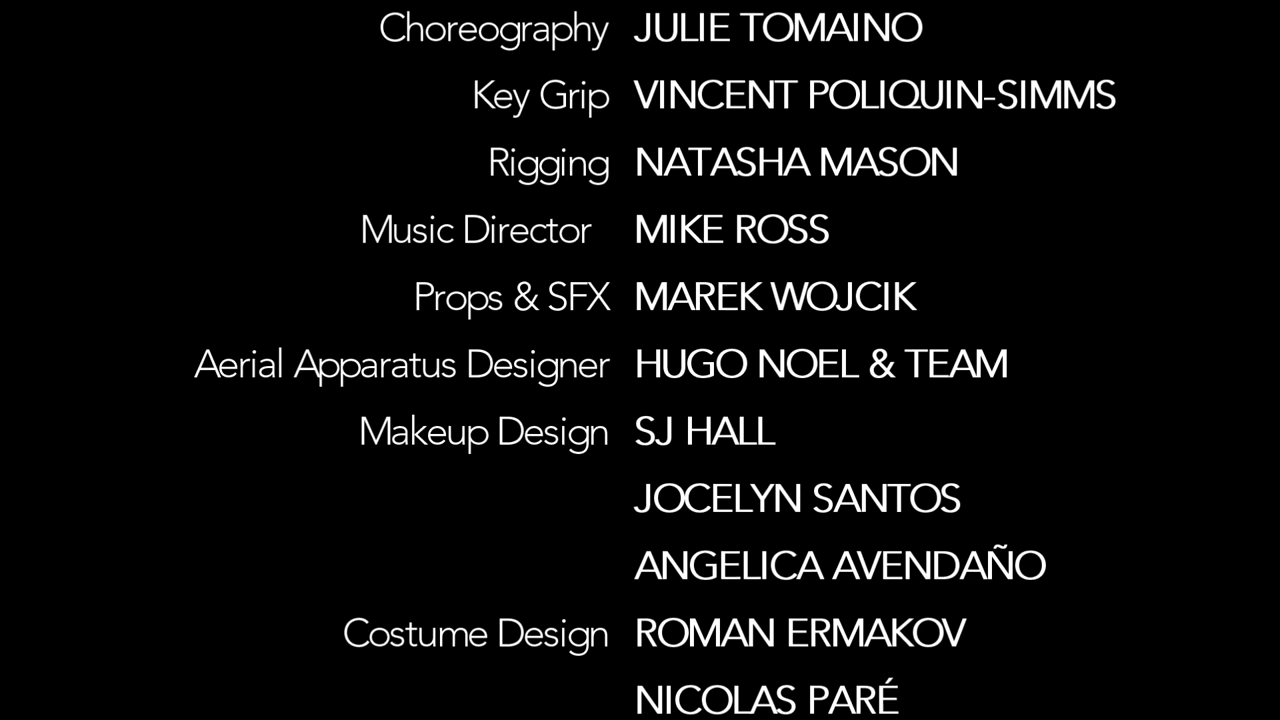 Choreography JULIE TOMAINO
Key Grip VINCENT POLIQUIN-SIMMS
Rigging NATASHA MASON
Music Director MIKE ROSS
Props & SFX MAREK WOJCIK
Aerial Apparatus Designer HUGO NOEL & TEAM
Makeup Design SJ HALL
JOCELYN SANTOS
ANGELICA AVENDAÑO
Costume Design ROMAN ERMAKOV
NICOLAS PARÉ